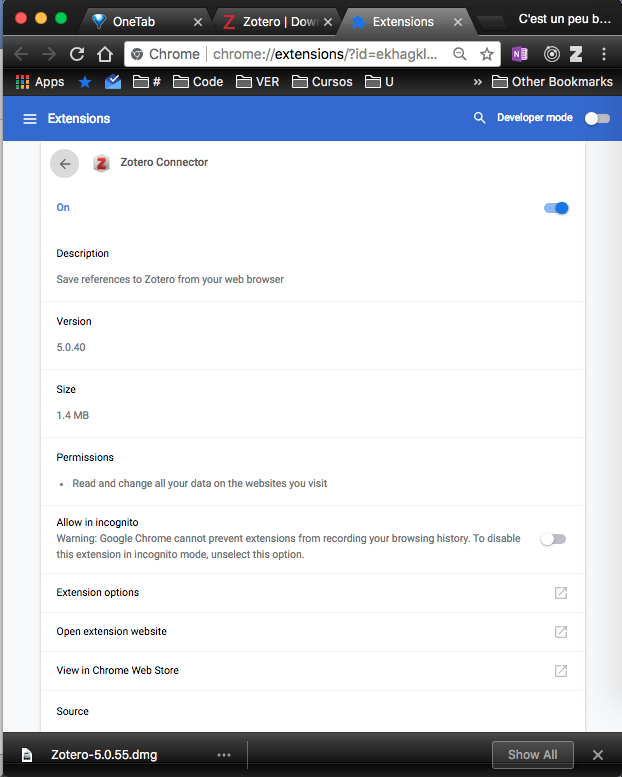 OneTab
Zotero | Dow
Extensions
C'est un peu b...
Chrome | chrome://extensions/?id=ekhagkl...
Apps
#
Code
VER
Cursos
U
»
Other Bookmarks
Extensions
Developer mode
Zotero Connector
On
Description
Save references to Zotero from your web browser
Version
5.0.40
Size
1.4 MB
Permissions
• Read and change all your data on the websites you visit
Allow in incognito
Warning: Google Chrome cannot prevent extensions from recording your browsing history. To disable
this extension in incognito mode, unselect this option.
Extension options
Open extension website
View in Chrome Web Store
Source
Zotero-5.0.55.dmg
Show All